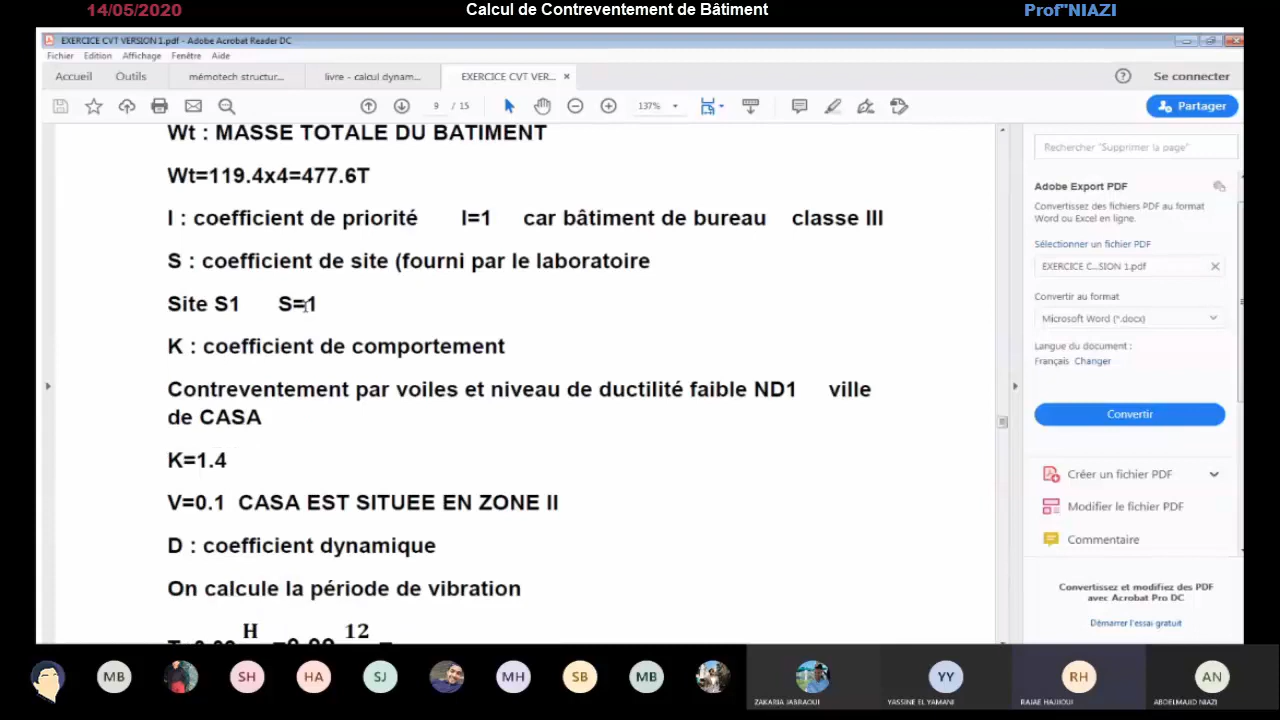 14/05/2020
Calcul de Contreventement de Bâtiment
Prof"NIAZI
EXERCICE CVT VERSION 1.pdf - Adobe Acrobat Reader DC
Fichier Edition Affichage Fenêtre Aide
Accueil Outils mémotech structur... livre - calcul dynam... EXERCICE CVT VER... ×
Se connecter
9 / 15 137%
Partager
Wt : MASSE TOTALE DU BATIMENT
Wt=119.4x4=477.6T
I : coefficient de priorité I=1 car bâtiment de bureau classe III
S : coefficient de site (fourni par le laboratoire
Site S1 S=1
K : coefficient de comportement
Contreventement par voiles et niveau de ductilité faible ND1 ville
de CASA
K=1.4
V=0.1 CASA EST SITUEE EN ZONE II
D : coefficient dynamique
On calcule la période de vibration
H 12
Rechercher "Supprimer la page"
Adobe Export PDF
Convertissez des fichiers PDF au format
Word ou Excel en ligne.
Sélectionner un fichier PDF
EXERCICE C...SION 1.pdf ×
Convertir au format
Microsoft Word (*.docx)
Langue du document :
Français Changer
Convertir
Créer un fichier PDF
Modifier le fichier PDF
Commentaire
Convertissez et modifiez des PDF
avec Acrobat Pro DC
Démarrer l'essai gratuit
MB SH HA SJ MH SB MB YY RH AN
ZAKARIA JABRAOUI YASSINE EL YAMANI RAJAE HAJJIOUI ABDELMAJID NIAZI